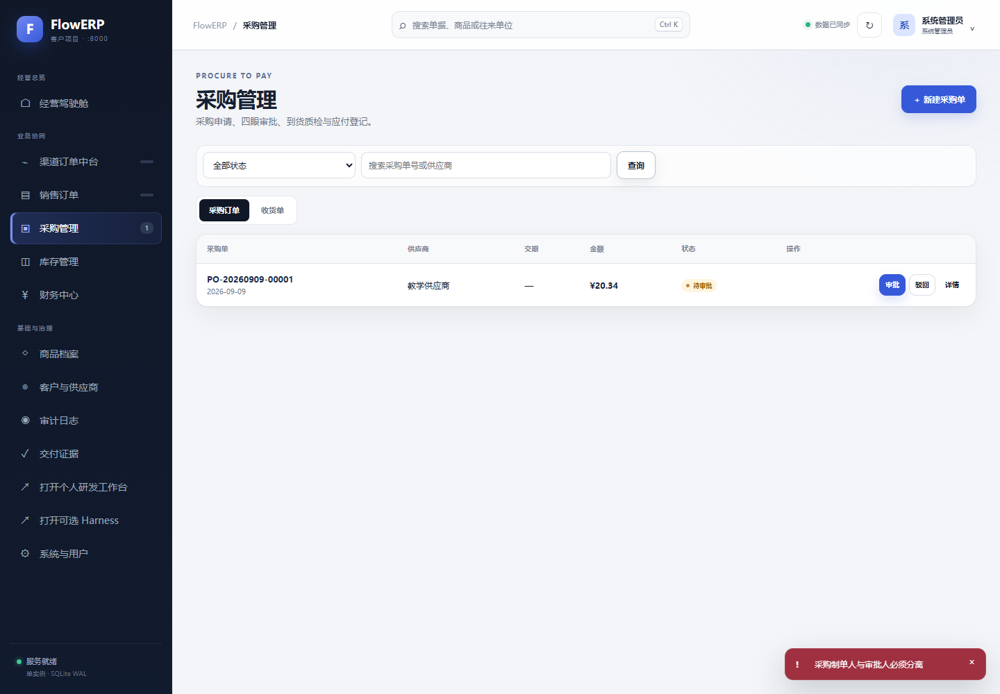 F FlowERP
客户项目 · :8000
经营总览
经营驾驶舱
业务协同
渠道订单中台
销售订单
采购管理 1
库存管理
¥ 财务中心
基础与治理
商品档案
客户与供应商
审计日志
交付证据
打开个人研发工作台
打开可选 Harness
系统与用户
服务就绪
单实例 · SQLite WAL
FlowERP / 采购管理
搜索单据、商品或往来单位 Ctrl K
数据已同步
系
系统管理员
系统管理员
PROCURE TO PAY
采购管理
采购申请、四眼审批、到货质检与应付登记。
+ 新建采购单
全部状态
搜索采购单号或供应商
查询
采购订单 收货单
采购单 供应商 交期 金额 状态 操作
PO-20260909-00001
2026-09-09
教学供应商 — ¥20.34 待审批 审批 驳回 详情
! 采购制单人与审批人必须分离 ×